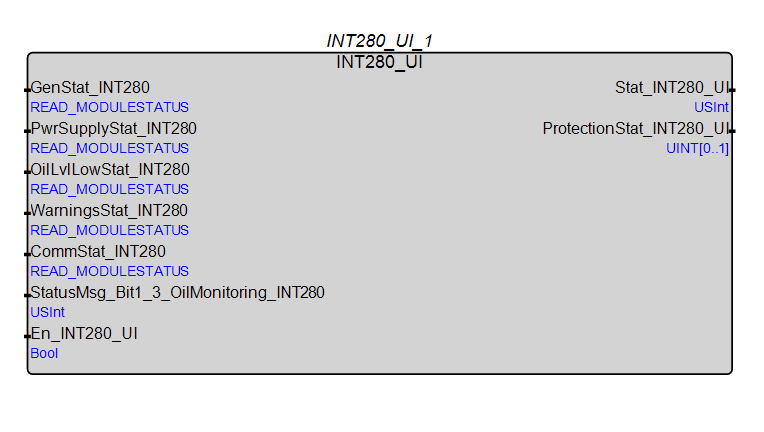 INT280_UI_1
INT280_UI
GenStat_INT280
READ_MODULESTATUS
PwrSupplyStat_INT280
READ_MODULESTATUS
OilLvlLowStat_INT280
READ_MODULESTATUS
WarningsStat_INT280
READ_MODULESTATUS
CommStat_INT280
READ_MODULESTATUS
StatusMsg_Bit1_3_OilMonitoring_INT280
USInt
En_INT280_UI
Bool
Stat_INT280_UI
USInt
ProtectionStat_INT280_UI
UINT[0..1]